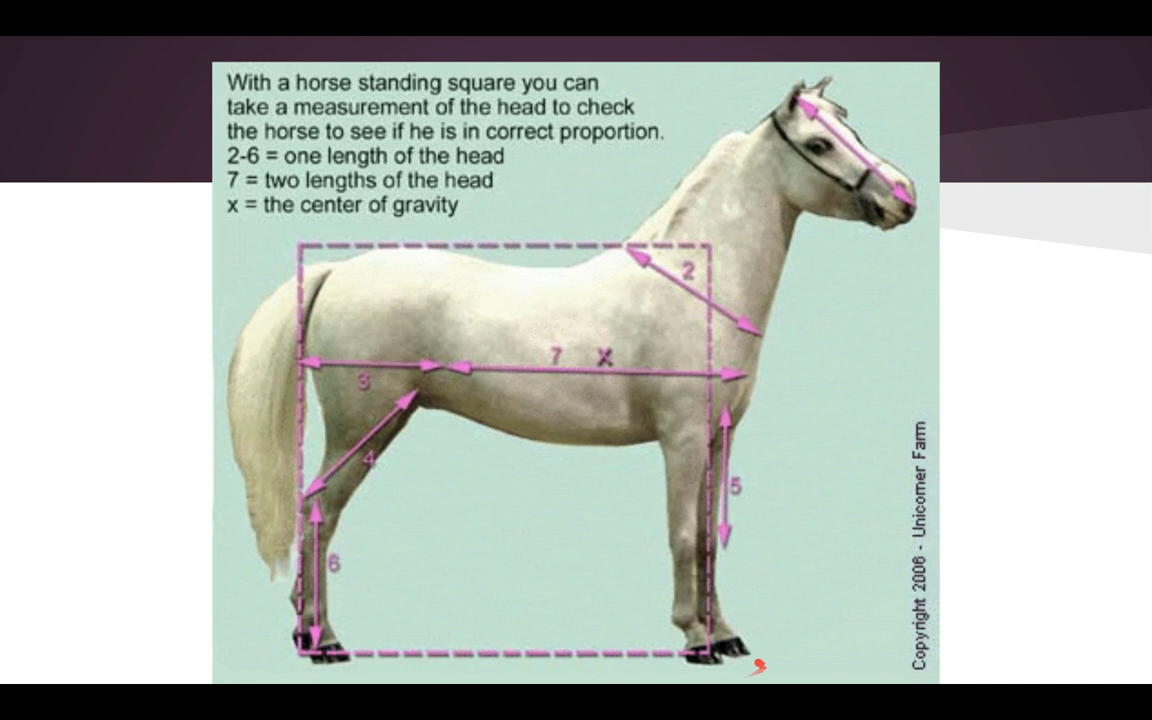 With a horse standing square you can
take a measurement of the head to check
the horse to see if he is in correct proportion.
2-6 = one length of the head
7 = two lengths of the head
x = the center of gravity
2
7 X
3
4
5
6
Copyright 2006 - Unicorner Farm